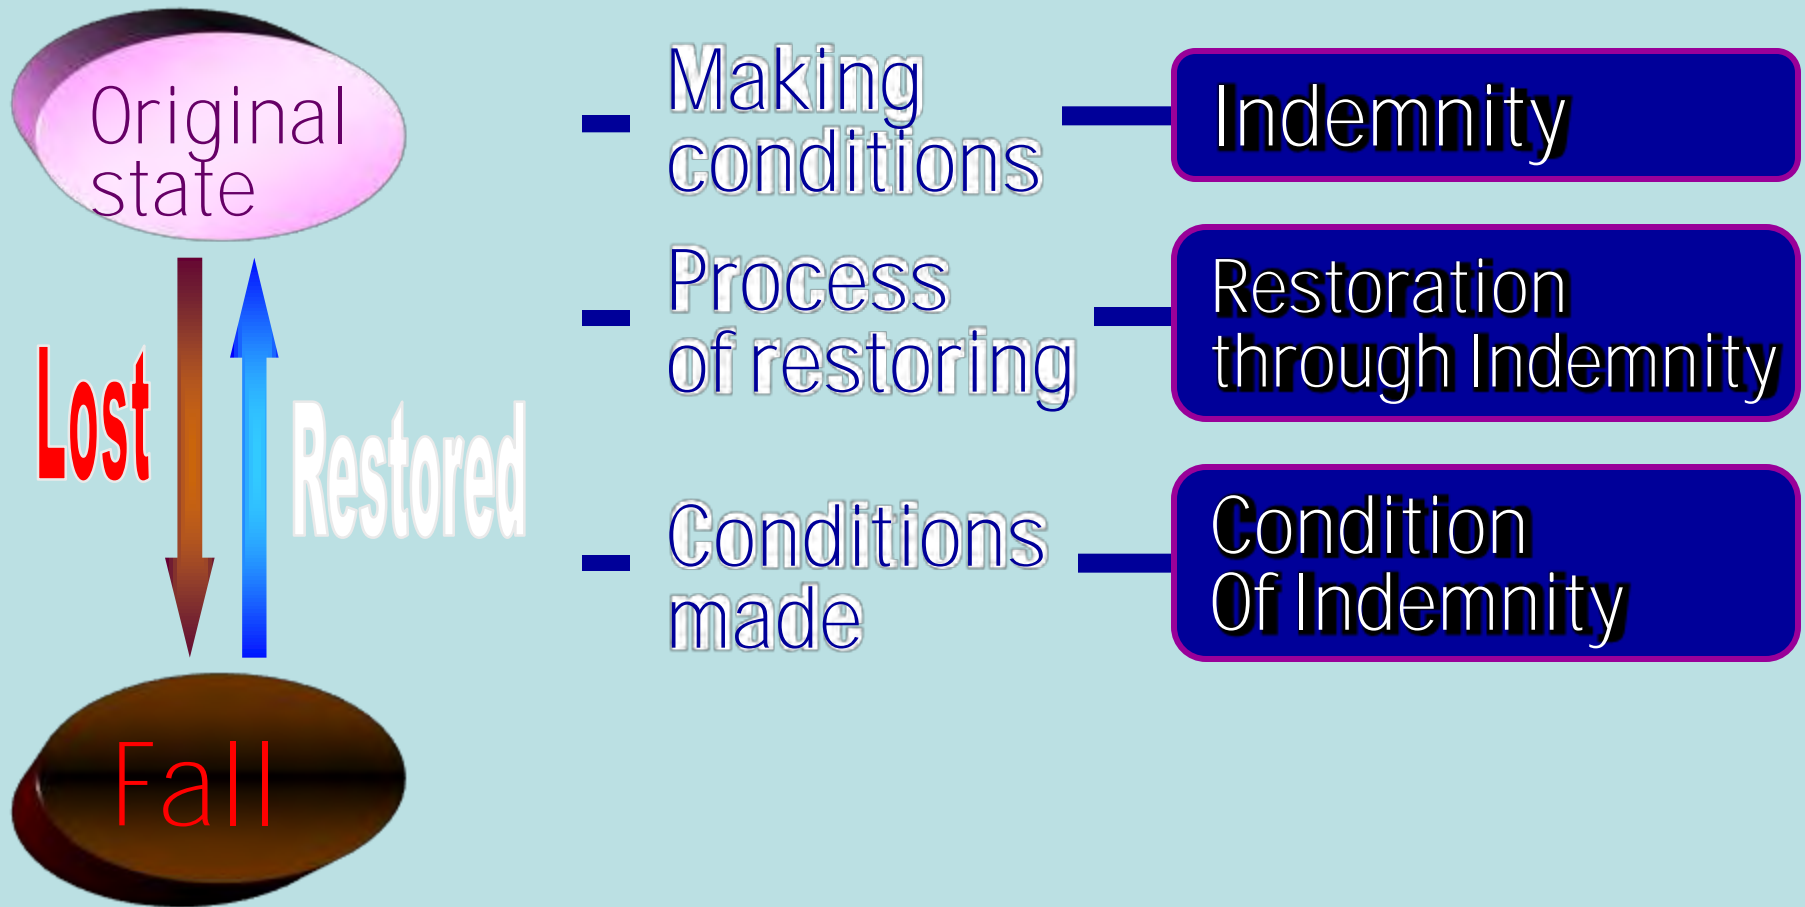 Original
state
Lost
Restored
Fall
Making
conditions
Indemnity
Process
of restoring
Restoration
through Indemnity
Conditions
made
Condition
Of Indemnity